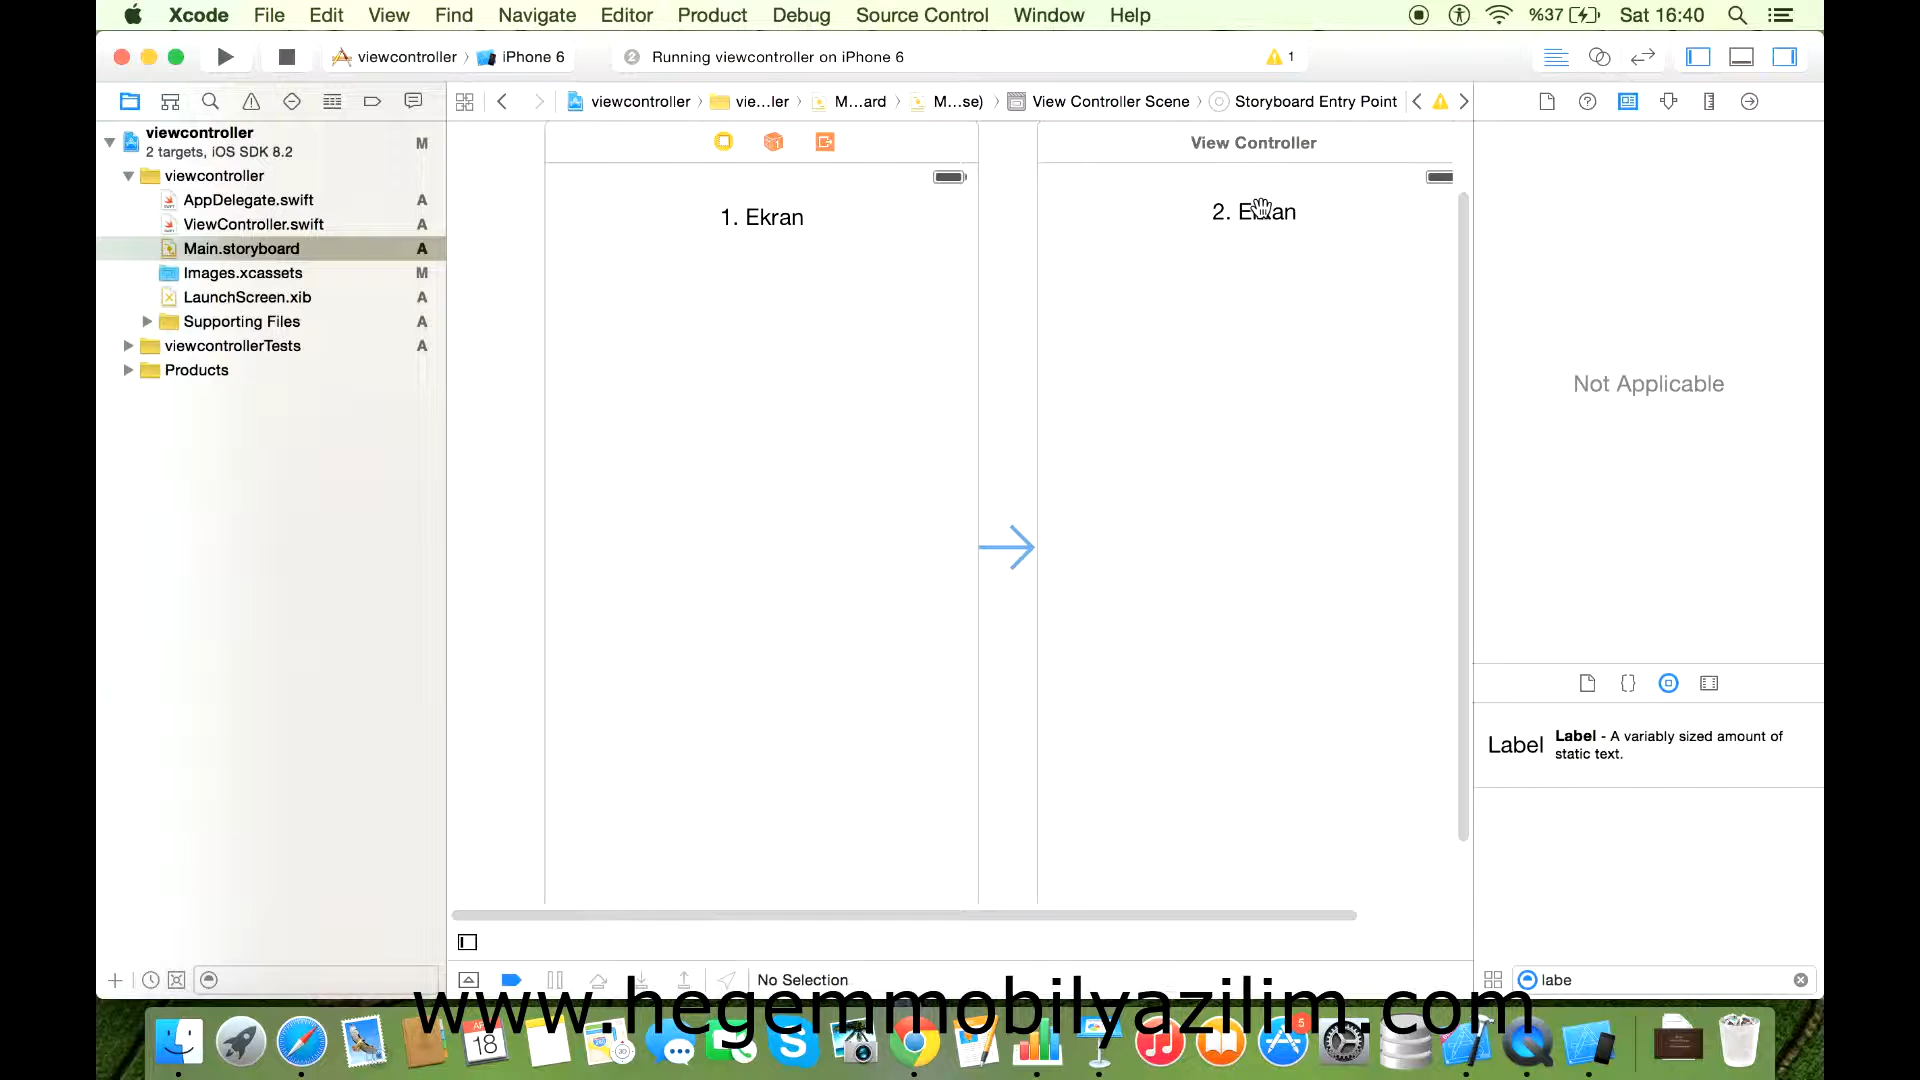 Xcode File Edit View Find Navigate Editor Product Debug Source Control Window Help %37 Sat 16:40
viewcontroller iPhone 6 2 Running viewcontroller on iPhone 6 1
viewcontroller vie...ler M...ard M...se) View Controller Scene Storyboard Entry Point
viewcontroller M
2 targets, iOS SDK 8.2
viewcontroller
AppDelegate.swift A
ViewController.swift A
Main.storyboard A
Images.xcassets M
LaunchScreen.xib A
Supporting Files A
viewcontrollerTests A
Products
View Controller
1. Ekran
2. Ekran
Not Applicable
Label Label - A variably sized amount of
static text.
No Selection
labe
www.hegemmobilyazilim.com
18
5